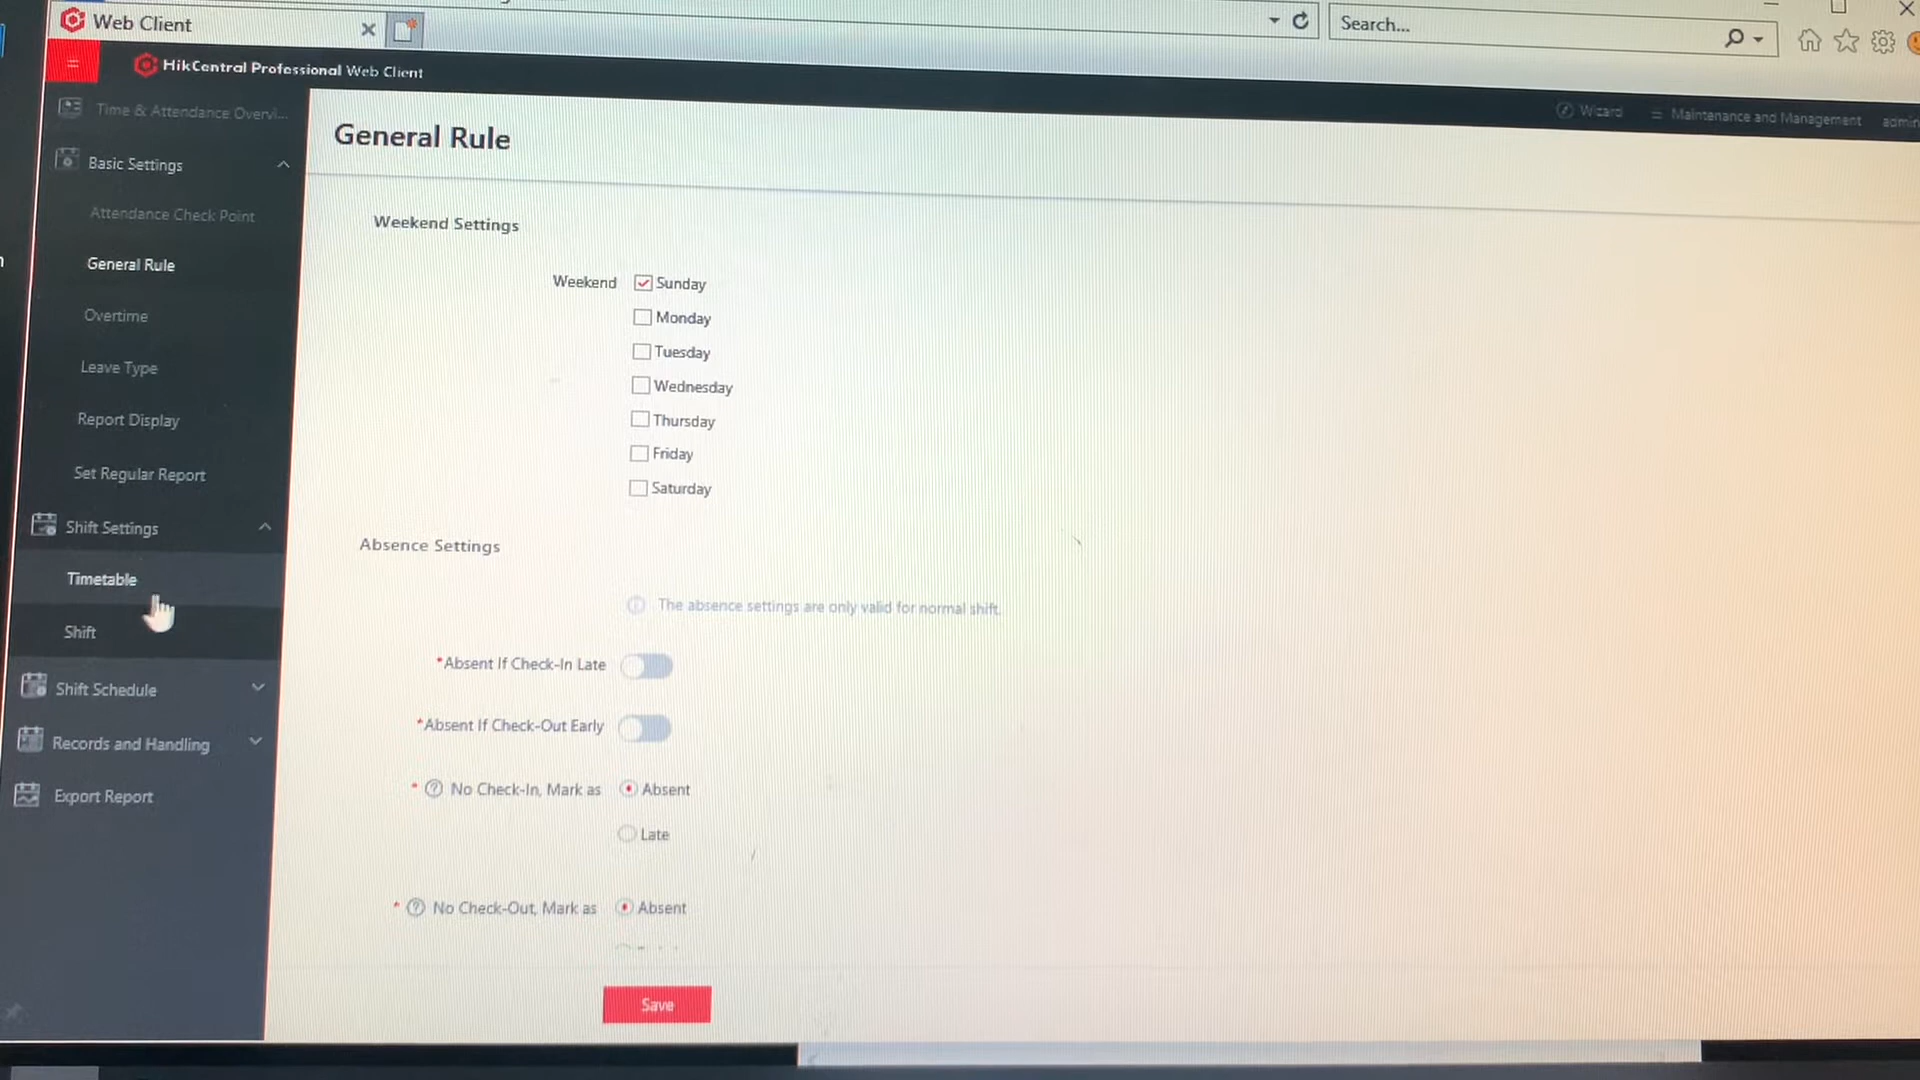 Web Client
Search...
HikCentral Professional Web Client
Wizard
Maintenance and Management
admin
Time & Attendance Overvi...
Basic Settings
Attendance Check Point
General Rule
Overtime
Leave Type
Report Display
Set Regular Report
Shift Settings
Timetable
Shift
Shift Schedule
Records and Handling
Export Report
General Rule
Weekend Settings
Weekend
Sunday
Monday
Tuesday
Wednesday
Thursday
Friday
Saturday
Absence Settings
The absence settings are only valid for normal shift.
*Absent If Check-In Late
*Absent If Check-Out Early
* No Check-In, Mark as
Absent
Late
* No Check-Out, Mark as
Absent
Save